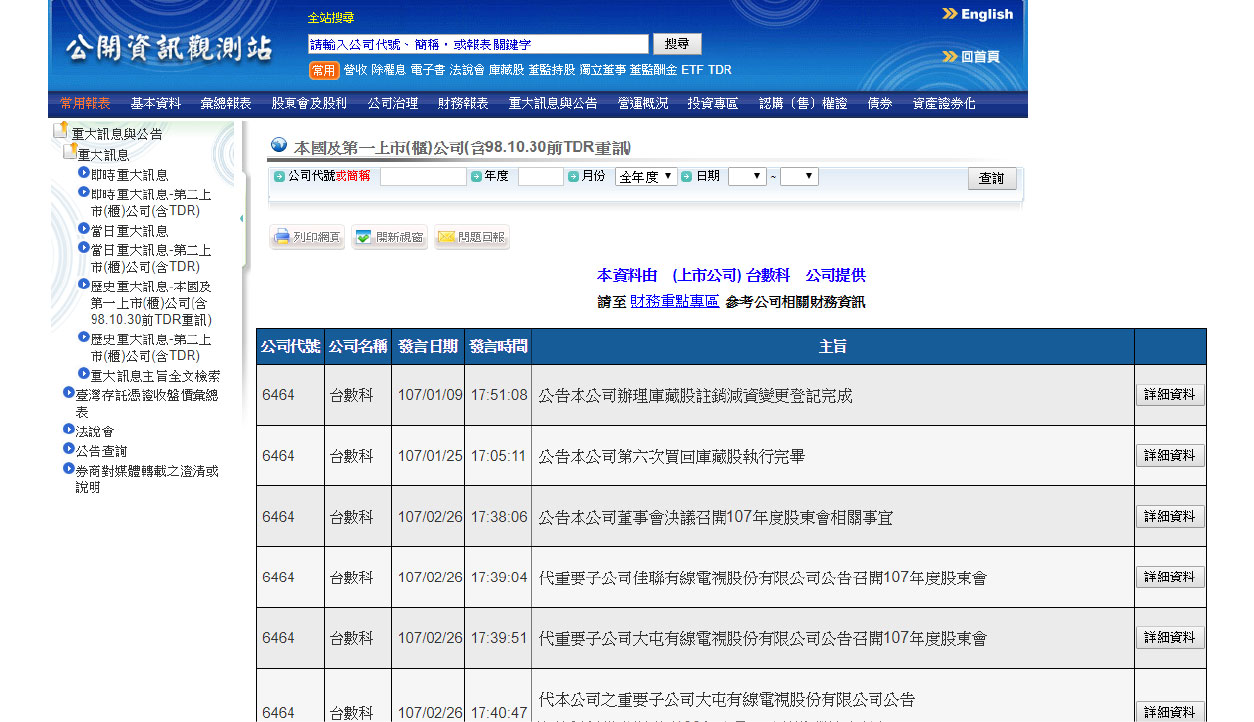 全站搜尋
English
公開資訊觀測站
請輸入公司代號、簡稱，或報表關鍵字
搜尋
回首頁
常用 營收 除權息 電子書 法說會 庫藏股 董監持股 獨立董事 董監酬金 ETF TDR
常用報表 基本資料 彙總報表 股東會及股利 公司治理 財務報表 重大訊息與公告 營運概況 投資專區 認購（售）權證 債券 資產證券化
重大訊息與公告
重大訊息
即時重大訊息
即時重大訊息-第二上
市(櫃)公司(含TDR)
當日重大訊息
當日重大訊息-第二上
市(櫃)公司(含TDR)
歷史重大訊息-本國及
第一上市(櫃)公司(含
98.10.30前TDR重訊)
歷史重大訊息-第二上
市(櫃)公司(含TDR)
重大訊息主旨全文檢索
臺灣存託憑證收盤價彙總
表
法說會
公告查詢
券商對媒體轉載之澄清或
說明
本國及第一上市(櫃)公司(含98.10.30前TDR重訊)
公司代號或簡稱 年度 月份 全年度 日期 ~ 查詢
列印網頁 開新視窗 問題回報
本資料由 (上市公司) 台數科 公司提供
請至 財務重點專區 參考公司相關財務資訊
公司代號 公司名稱 發言日期 發言時間 主旨
6464 台數科 107/01/09 17:51:08 公告本公司辦理庫藏股註銷減資變更登記完成 詳細資料
6464 台數科 107/01/25 17:05:11 公告本公司第六次買回庫藏股執行完畢 詳細資料
6464 台數科 107/02/26 17:38:06 公告本公司董事會決議召開107年度股東會相關事宜 詳細資料
6464 台數科 107/02/26 17:39:04 代重要子公司佳聯有線電視股份有限公司公告召開107年度股東會 詳細資料
6464 台數科 107/02/26 17:39:51 代重要子公司大屯有線電視股份有限公司公告召開107年度股東會 詳細資料
代本公司之重要子公司大屯有線電視股份有限公司公告
6464 台數科 107/02/26 17:40:47 詳細資料